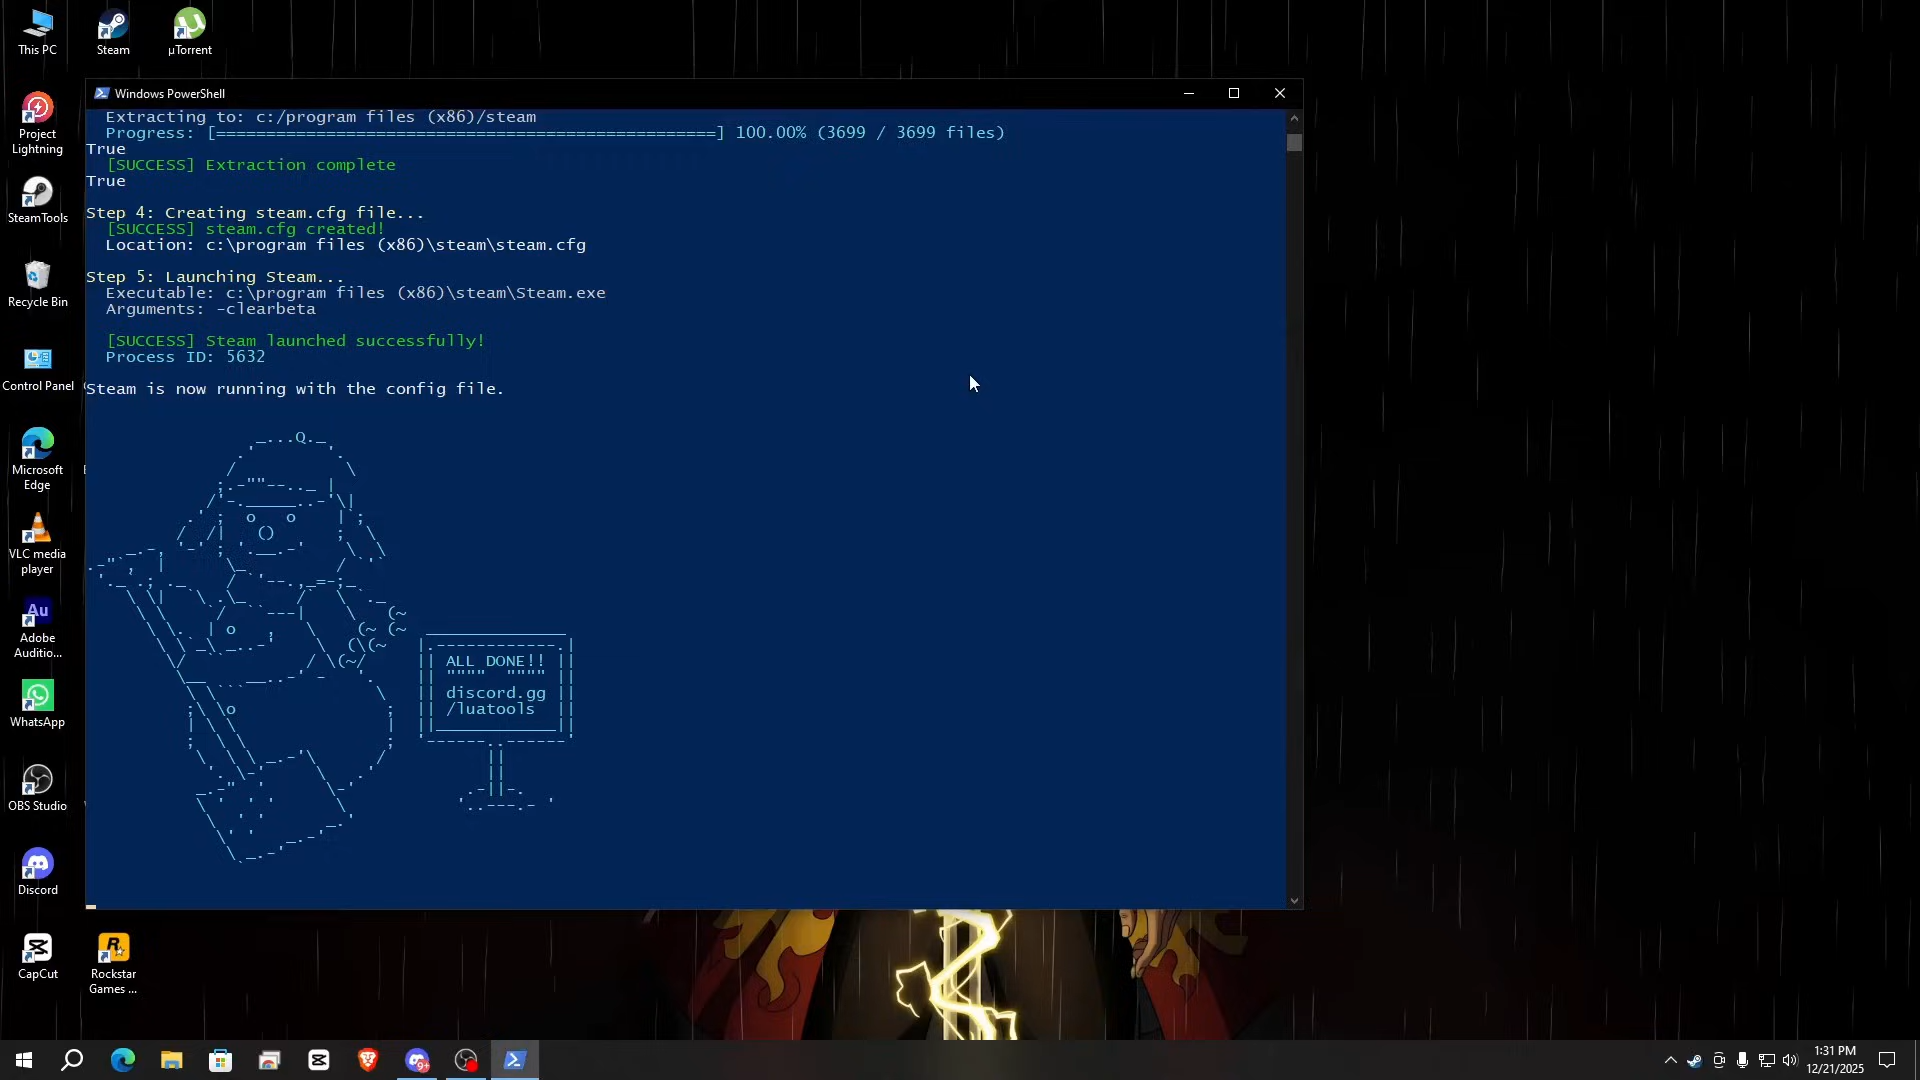 This PC
Steam
µTorrent
Windows PowerShell
Extracting to: c:/program files (x86)/steam
Progress: [==================================================] 100.00% (3699 / 3699 files)
True
[SUCCESS] Extraction complete
True
Step 4: Creating steam.cfg file...
[SUCCESS] steam.cfg created!
Location: c:\program files (x86)\steam\steam.cfg
Step 5: Launching Steam...
Executable: c:\program files (x86)\steam\Steam.exe
Arguments: -clearbeta
[SUCCESS] Steam launched successfully!
Process ID: 5632
Steam is now running with the config file.
ALL DONE!!
discord.gg
/luatools
Project
Lightning
SteamTools
Recycle Bin
Control Panel
Microsoft
Edge
VLC media
player
Au
Adobe
Auditio...
WhatsApp
OBS Studio
Discord
CapCut
R
Rockstar
Games ...
9+
1:31 PM
12/21/2025